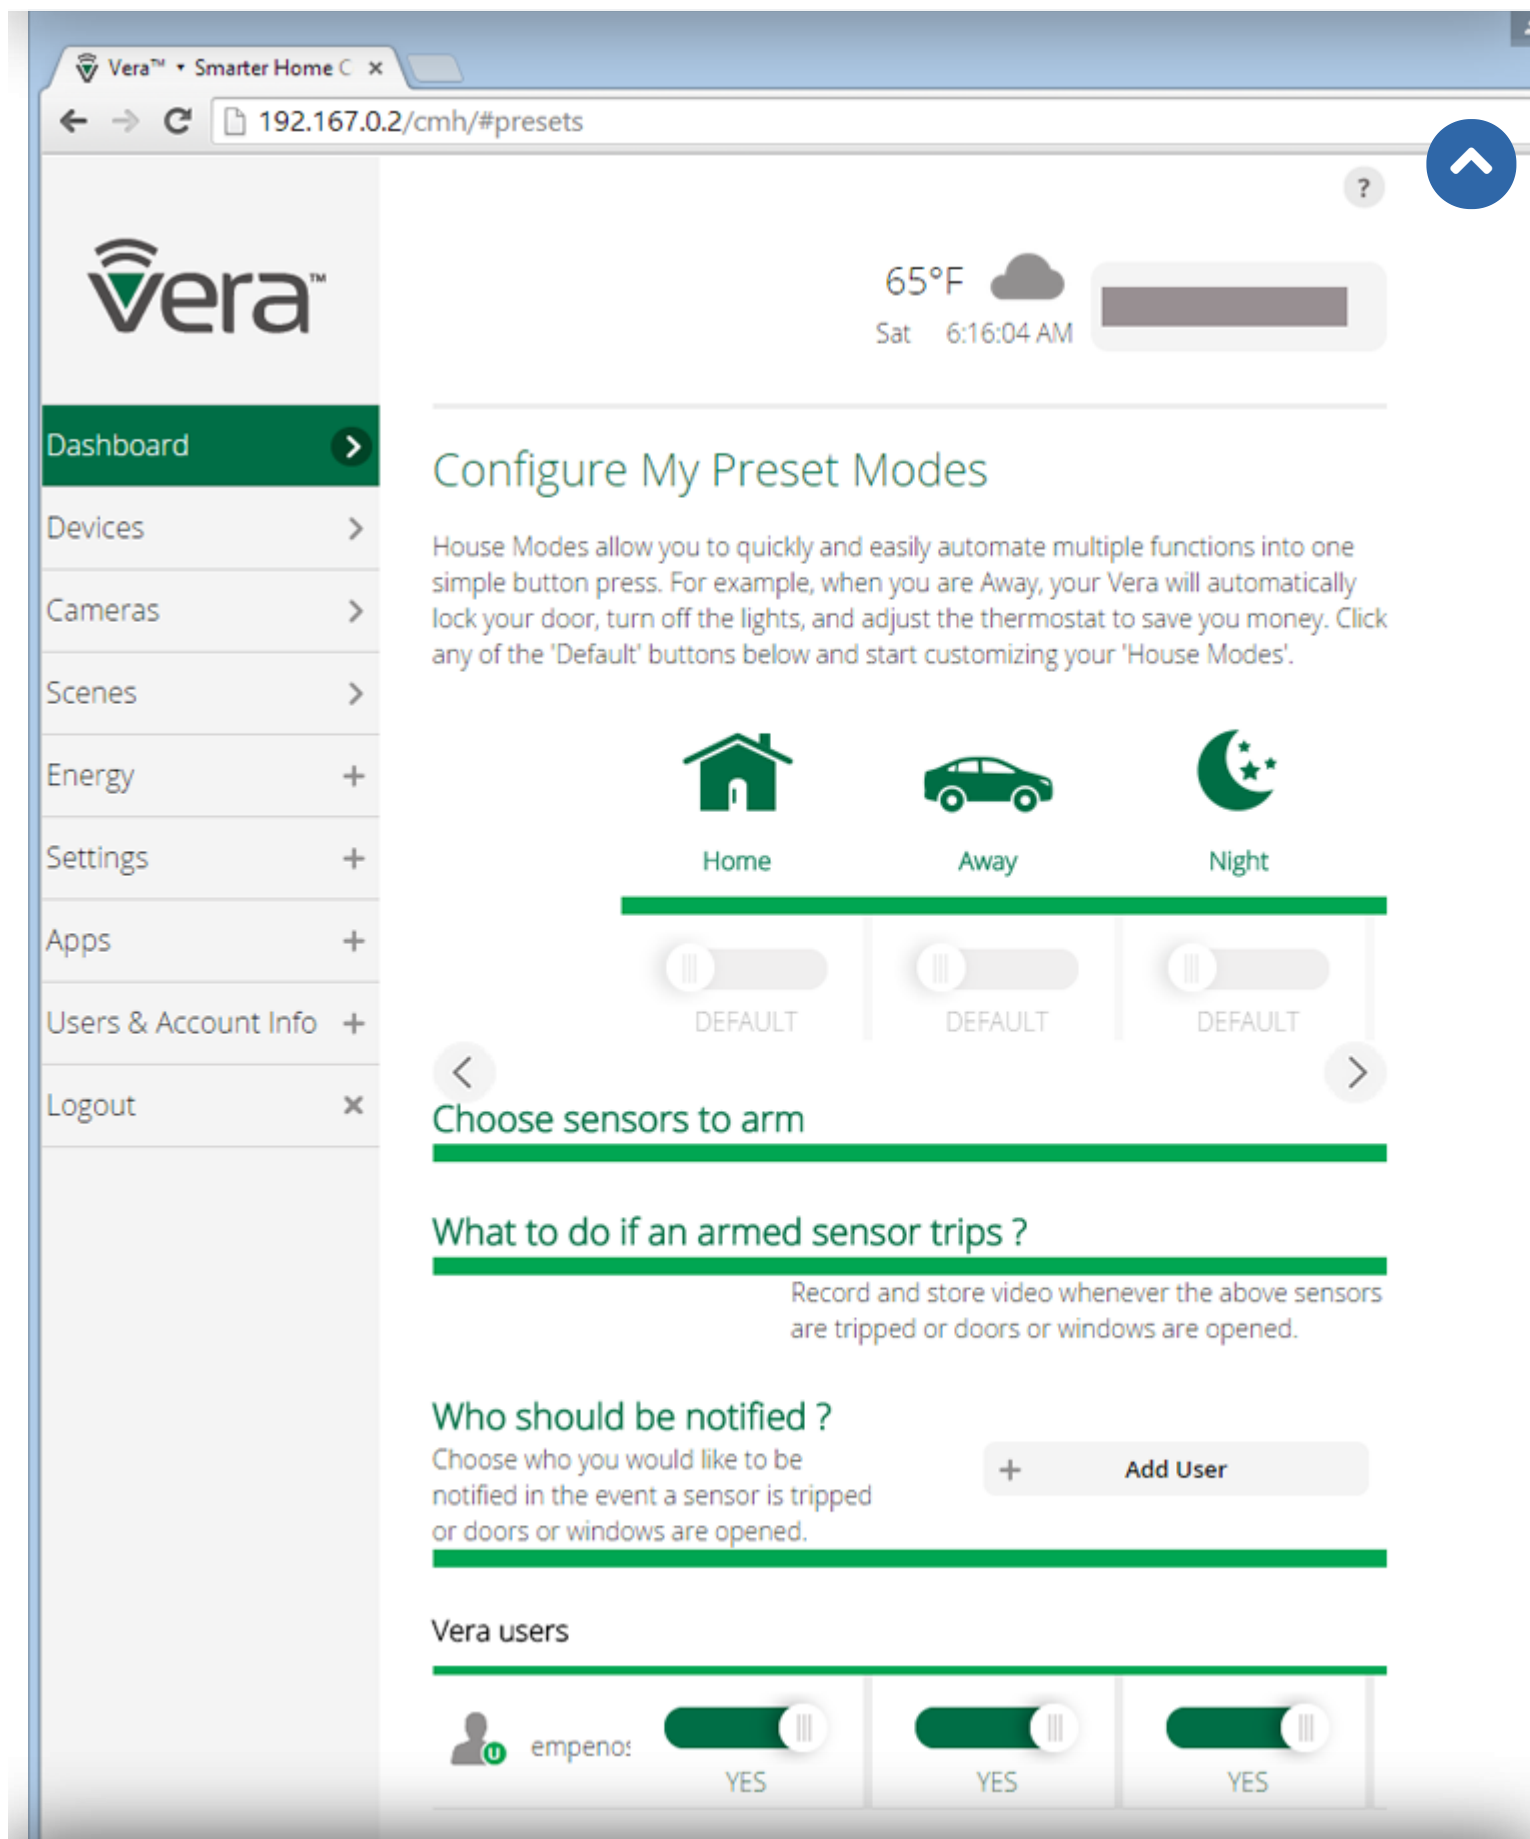 Vera™ • Smarter Home C ×
192.167.0.2/cmh/#presets
?
vera™
65°F
Sat 6:16:04 AM
Dashboard
Devices
Cameras
Scenes
Energy +
Settings +
Apps +
Users & Account Info +
Logout ×
Configure My Preset Modes
House Modes allow you to quickly and easily automate multiple functions into one
simple button press. For example, when you are Away, your Vera will automatically
lock your door, turn off the lights, and adjust the thermostat to save you money. Click
any of the 'Default' buttons below and start customizing your 'House Modes'.
Home Away Night
DEFAULT DEFAULT DEFAULT
Choose sensors to arm
What to do if an armed sensor trips ?
Record and store video whenever the above sensors
are tripped or doors or windows are opened.
Who should be notified ?
Choose who you would like to be
notified in the event a sensor is tripped
or doors or windows are opened.
+ Add User
Vera users
U empenos
YES YES YES